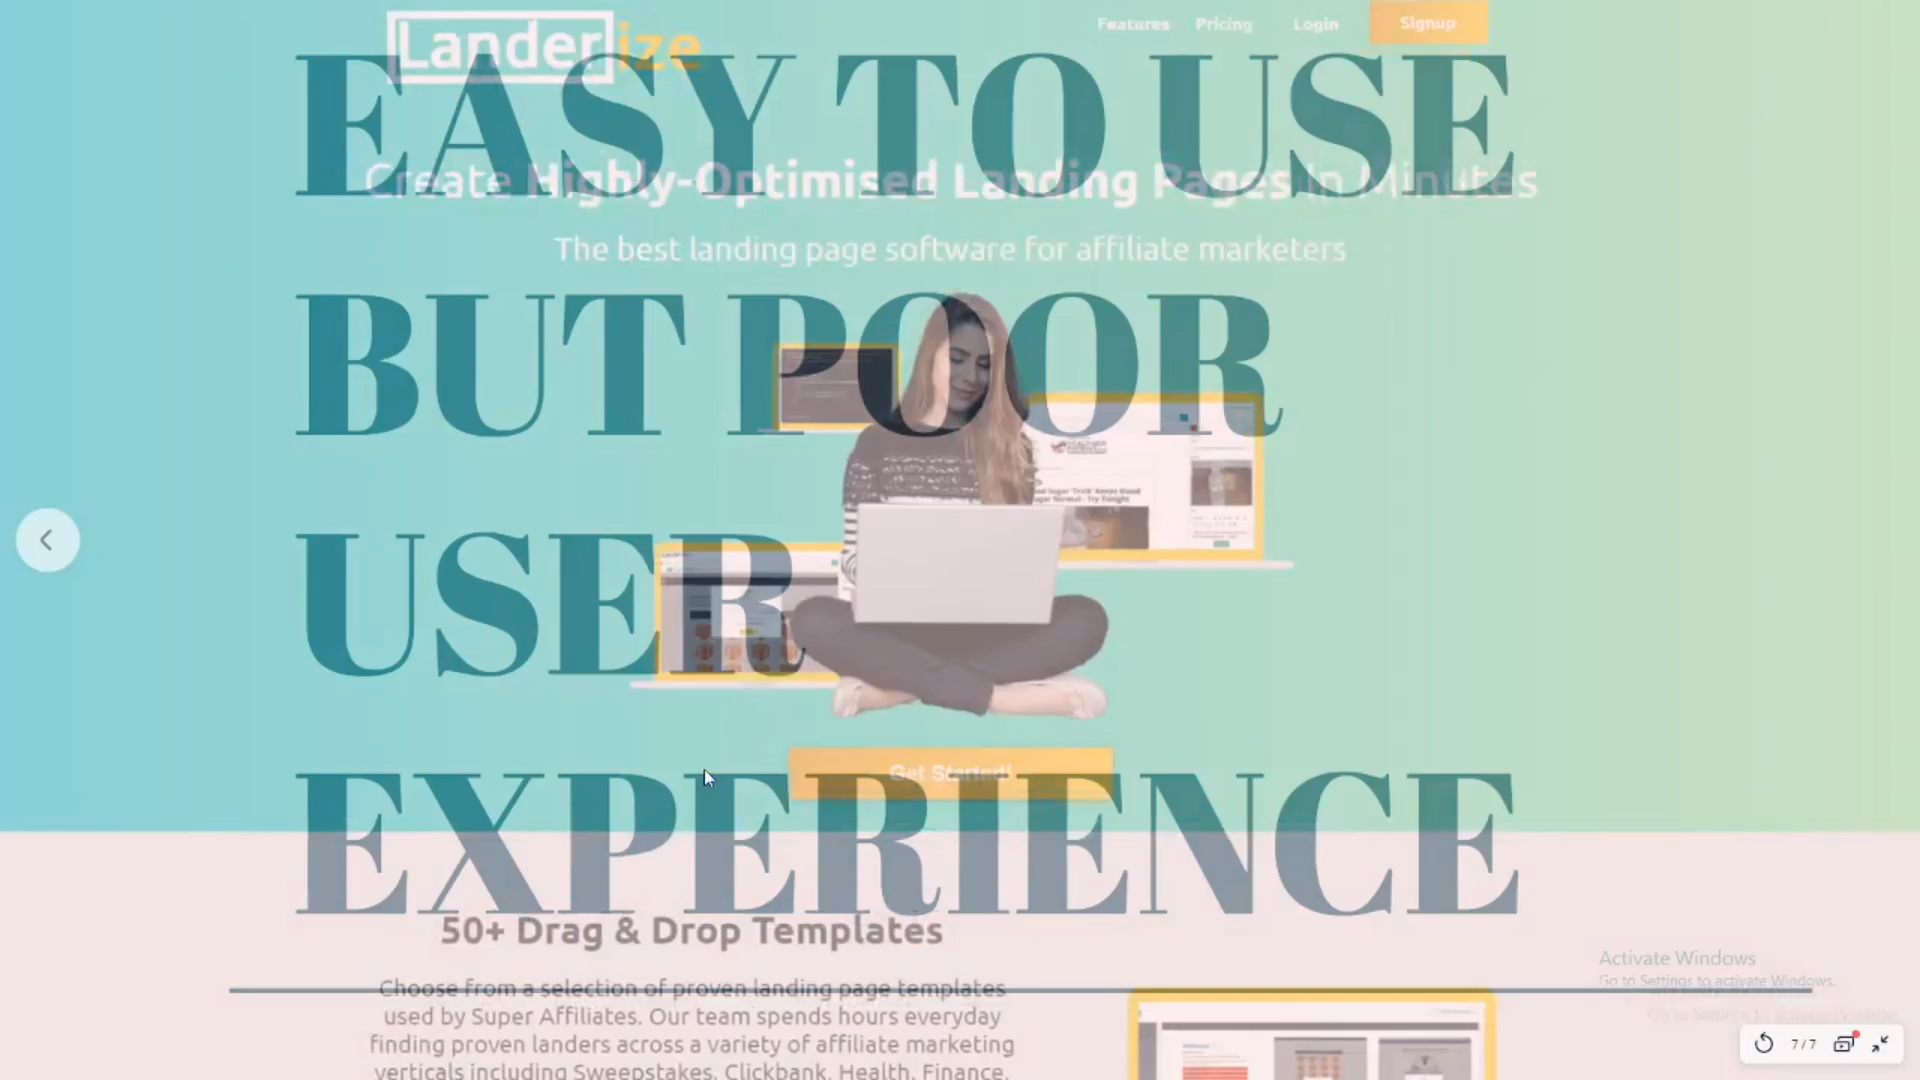 Landerize
Features Pricing Login Signup
EASY TO USE
Create Highly-Optimised Landing Pages In Minutes
The best landing page software for affiliate marketers
BUT POOR
USER
Get Started!
EXPERIENCE
50+ Drag & Drop Templates
Choose from a selection of proven landing page templates
used by Super Affiliates. Our team spends hours everyday
finding proven landers across a variety of affiliate marketing
verticals including Sweepstakes, Clickbank, Health, Finance,
Activate Windows
Go to Settings to activate Windows.
7/7